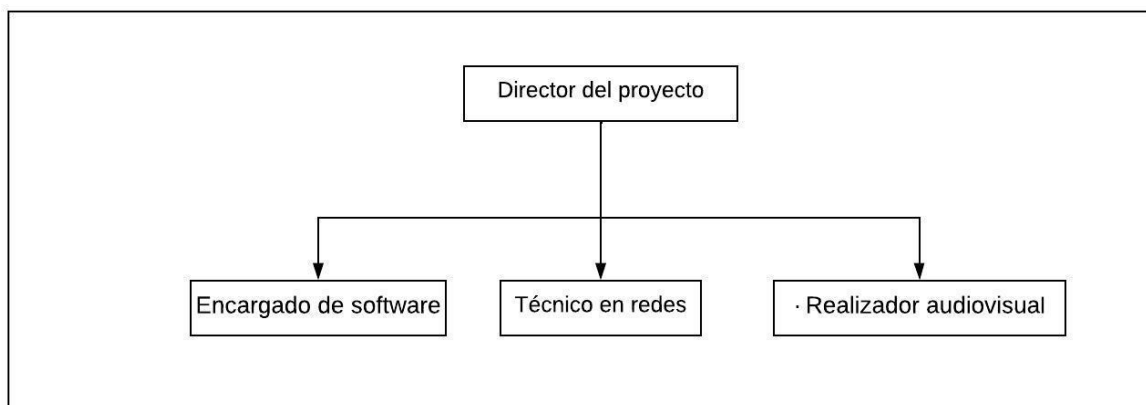 Director del proyecto
Encargado de software
Técnico en redes
· Realizador audiovisual